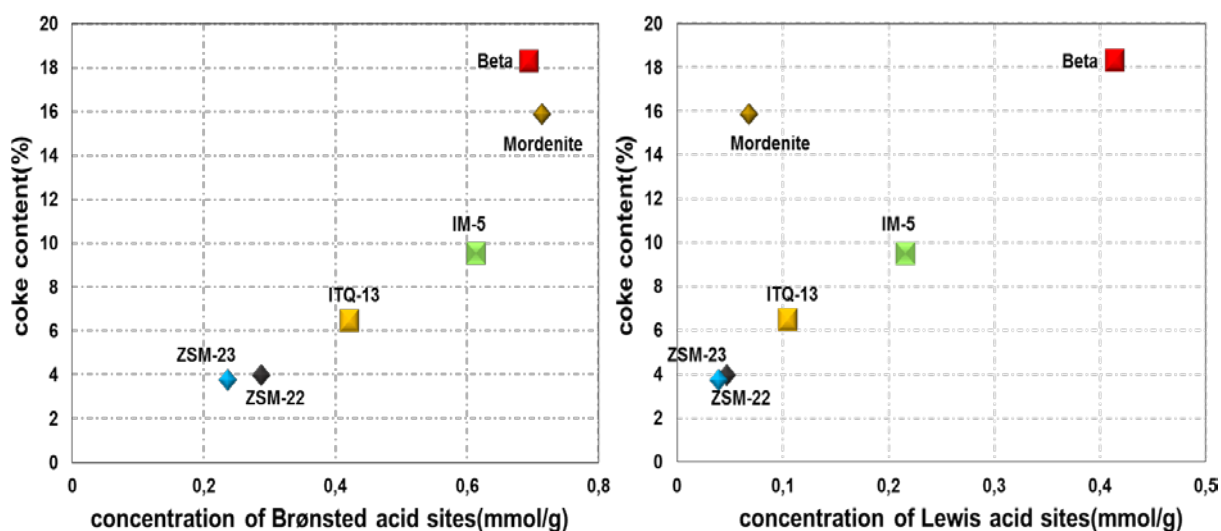 20
18
16
14
12
10
8
6
4
2
0
coke content(%)
Beta
Mordenite
IM-5
ITQ-13
ZSM-23
ZSM-22
0
0,2
0,4
0,6
0,8
concentration of Brønsted acid sites(mmol/g)
20
18
16
14
12
10
8
6
4
2
0
coke content(%)
Beta
Mordenite
IM-5
ITQ-13
ZSM-23
ZSM-22
0
0,1
0,2
0,3
0,4
0,5
concentration of Lewis acid sites(mmol/g)